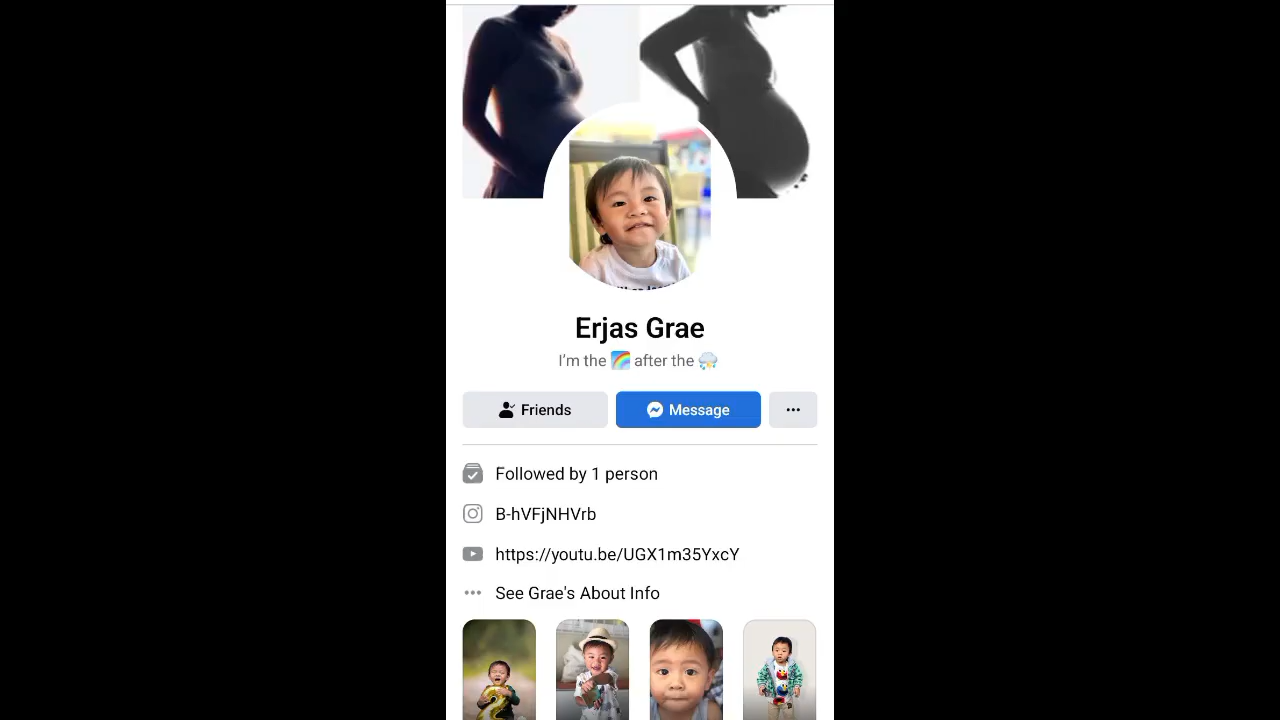 Erjas Grae
I'm the 🌈 after the ⛈️
Friends
Message
Followed by 1 person
B-hVFjNHVrb
https://youtu.be/UGX1m35YxcY
See Grae's About Info
2